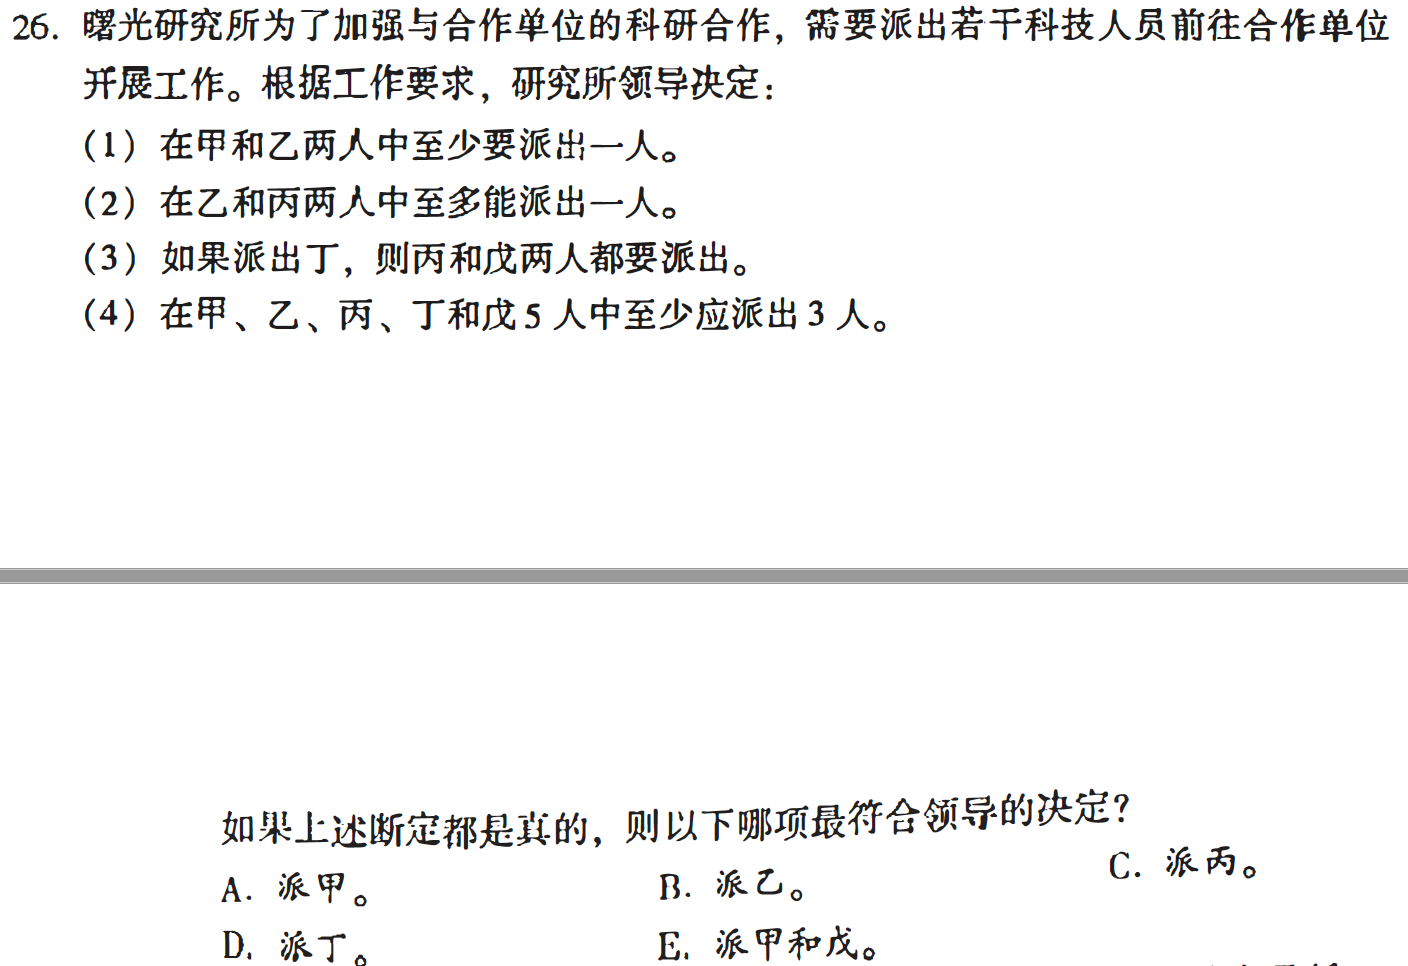 26. 曙光研究所为了加强与合作单位的科研合作，需要派出若干科技人员前往合作单位
开展工作。根据工作要求，研究所领导决定：
（1）在甲和乙两人中至少要派出一人。
（2）在乙和丙两人中至多能派出一人。
（3）如果派出丁，则丙和戊两人都要派出。
（4）在甲、乙、丙、丁和戊 5 人中至少应派出 3 人。
如果上述断定都是真的，则以下哪项最符合领导的决定？
A. 派甲。 B. 派乙。 C. 派丙。
D. 派丁。 E. 派甲和戊。